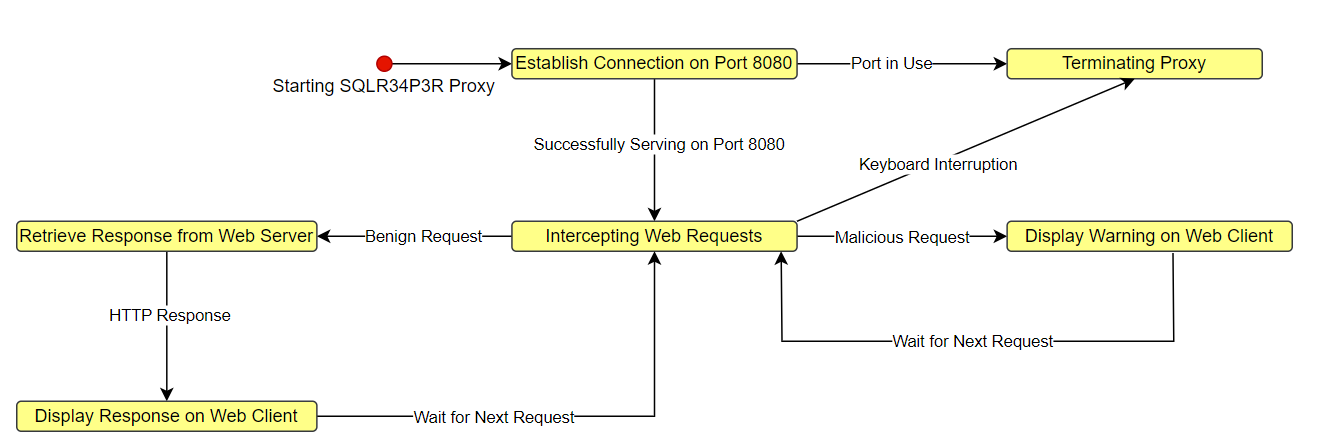 Establish Connection on Port 8080
Port in Use
Terminating Proxy
Starting SQLR34P3R Proxy
Successfully Serving on Port 8080
Keyboard Interruption
Retrieve Response from Web Server
Benign Request
Intercepting Web Requests
Malicious Request
Display Warning on Web Client
HTTP Response
Wait for Next Request
Display Response on Web Client
Wait for Next Request